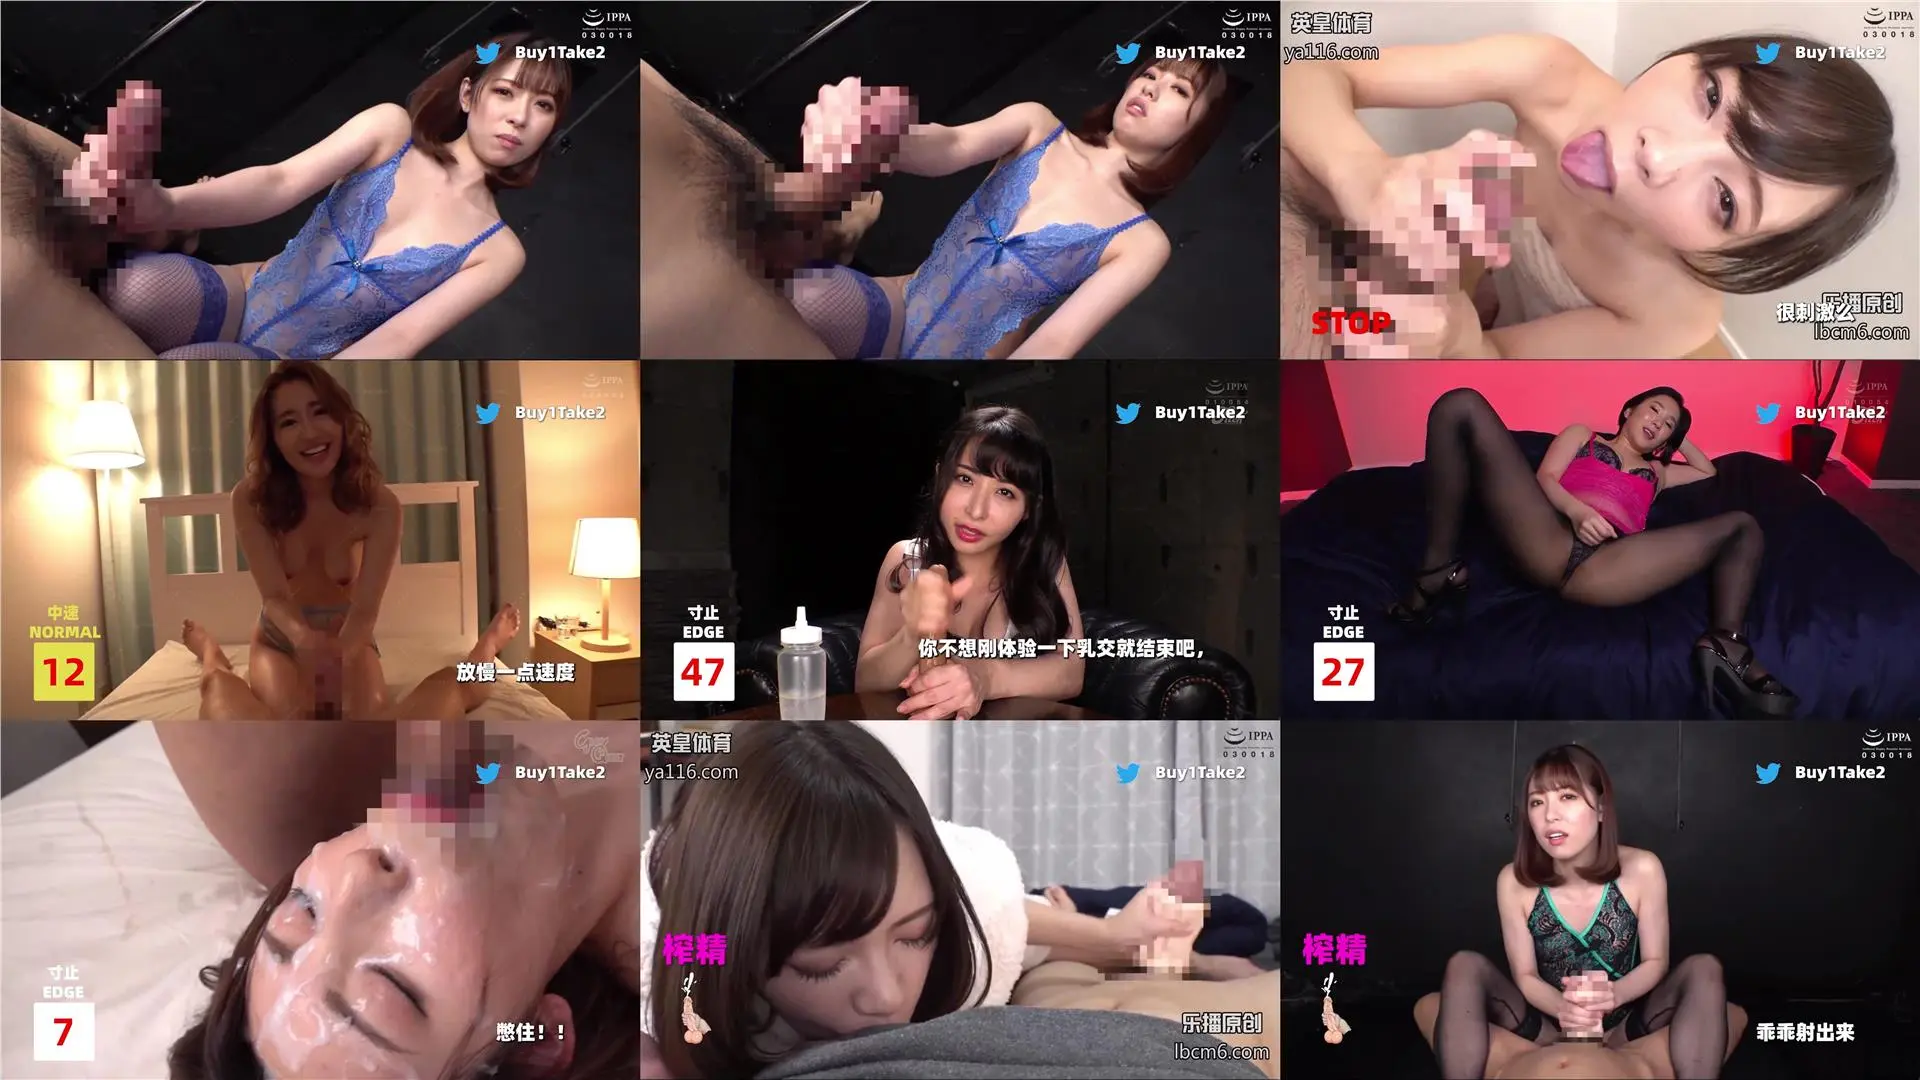 IPPA
030018
Buy1Take2
IPPA
030018
Buy1Take2
英皇体育
ya116.com
IPPA
030018
Buy1Take2
STOP
很刺激么
乐播原创
lbcm6.com
IPPA
Buy1Take2
中速
NORMAL
12
放慢一点速度
IPPA
010054
Buy1Take2
寸止
EDGE
47
你不想刚体验一下乳交就结束吧，
IPPA
010054
Buy1Take2
寸止
EDGE
27
Buy1Take2
寸止
EDGE
7
憋住！！
英皇体育
ya116.com
IPPA
030018
Buy1Take2
榨精
乐播原创
lbcm6.com
IPPA
030018
Buy1Take2
榨精
乖乖射出来